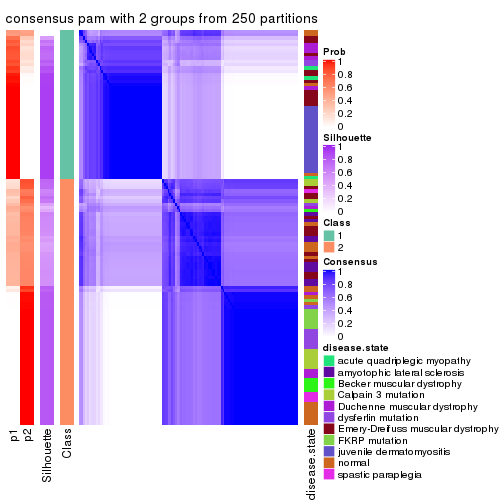 consensus pam with 2 groups from 250 partitions
Prob
1
0.8
0.6
0.4
0.2
0
Silhouette
1
0.8
0.6
0.4
0.2
0
Class
1
2
Consensus
1
0.8
0.6
0.4
0.2
0
disease.state
acute quadriplegic myopathy
amyotophic lateral sclerosis
Becker muscular dystrophy
Calpain 3 mutation
Duchenne muscular dystrophy
dysferlin mutation
Emery-Dreifuss muscular dystrophy
FKRP mutation
juvenile dermatomyositis
normal
spastic paraplegia
p1
p2
Silhouette
Class
disease.state